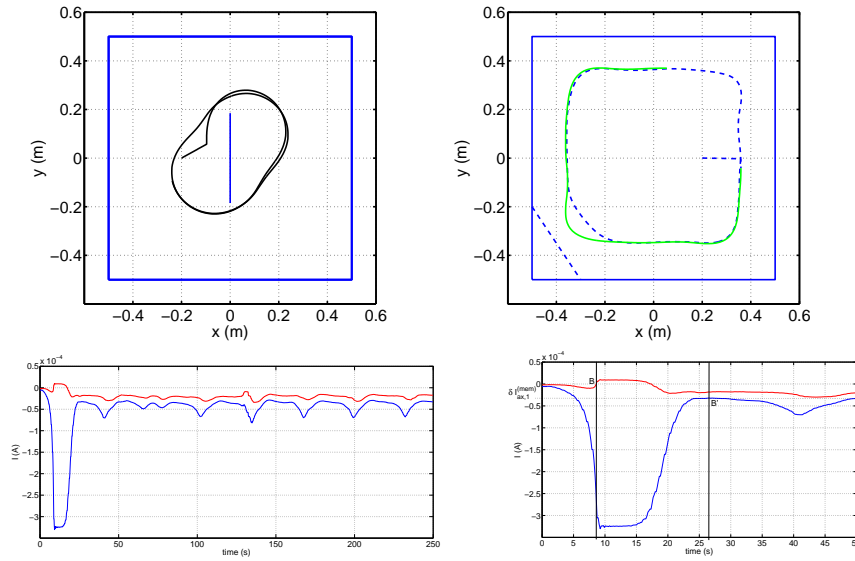 0.6
0.4
0.2
0
−0.2
−0.4
y (m)
−0.4 −0.2 0 0.2 0.4 0.6
x (m)
0.6
0.4
0.2
0
−0.2
−0.4
y (m)
−0.4 −0.2 0 0.2 0.4 0.6
x (m)
x 10⁻⁴
0.5
0
−0.5
−1
−1.5
−2
−2.5
−3
I (A)
0 50 100 150 200 250
time (s)
x 10⁻⁴
0.5
0
−0.5
−1
−1.5
−2
−2.5
−3
δ I(mem)ax,1
I (A)
B
B'
0 5 10 15 20 25 30 35 40 45 50
time (s)